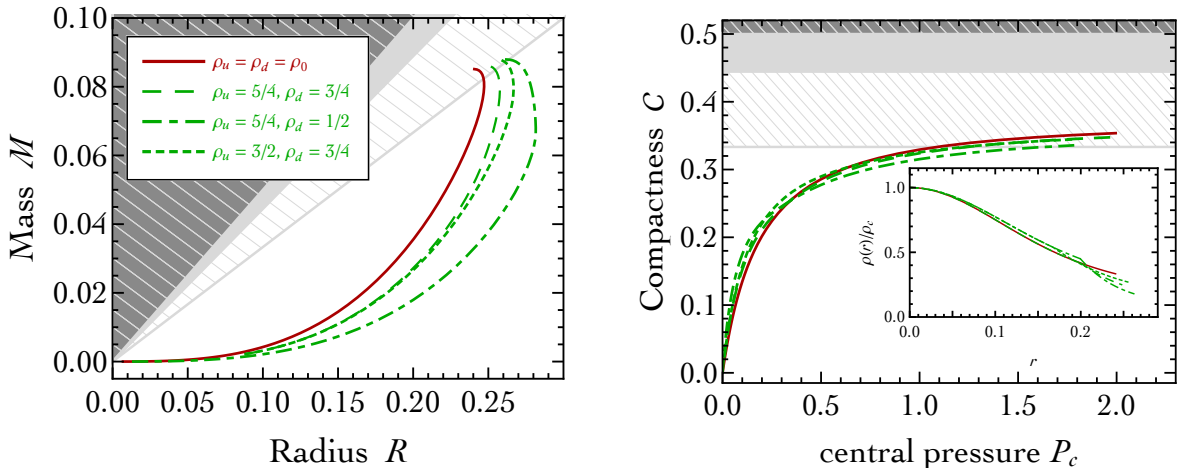 0.10
0.08
0.06
0.04
0.02
0.00
Mass M
ρu = ρd = ρ0
ρu = 5/4, ρd = 3/4
ρu = 5/4, ρd = 1/2
ρu = 3/2, ρd = 3/4
0.00 0.05 0.10 0.15 0.20 0.25
Radius R
0.5
0.4
0.3
0.2
0.1
0.0
Compactness C
0.0 0.5 1.0 1.5 2.0
central pressure Pc
1.0
0.5
0.0
ρ(r)/ρc
0.0 0.1 0.2
r